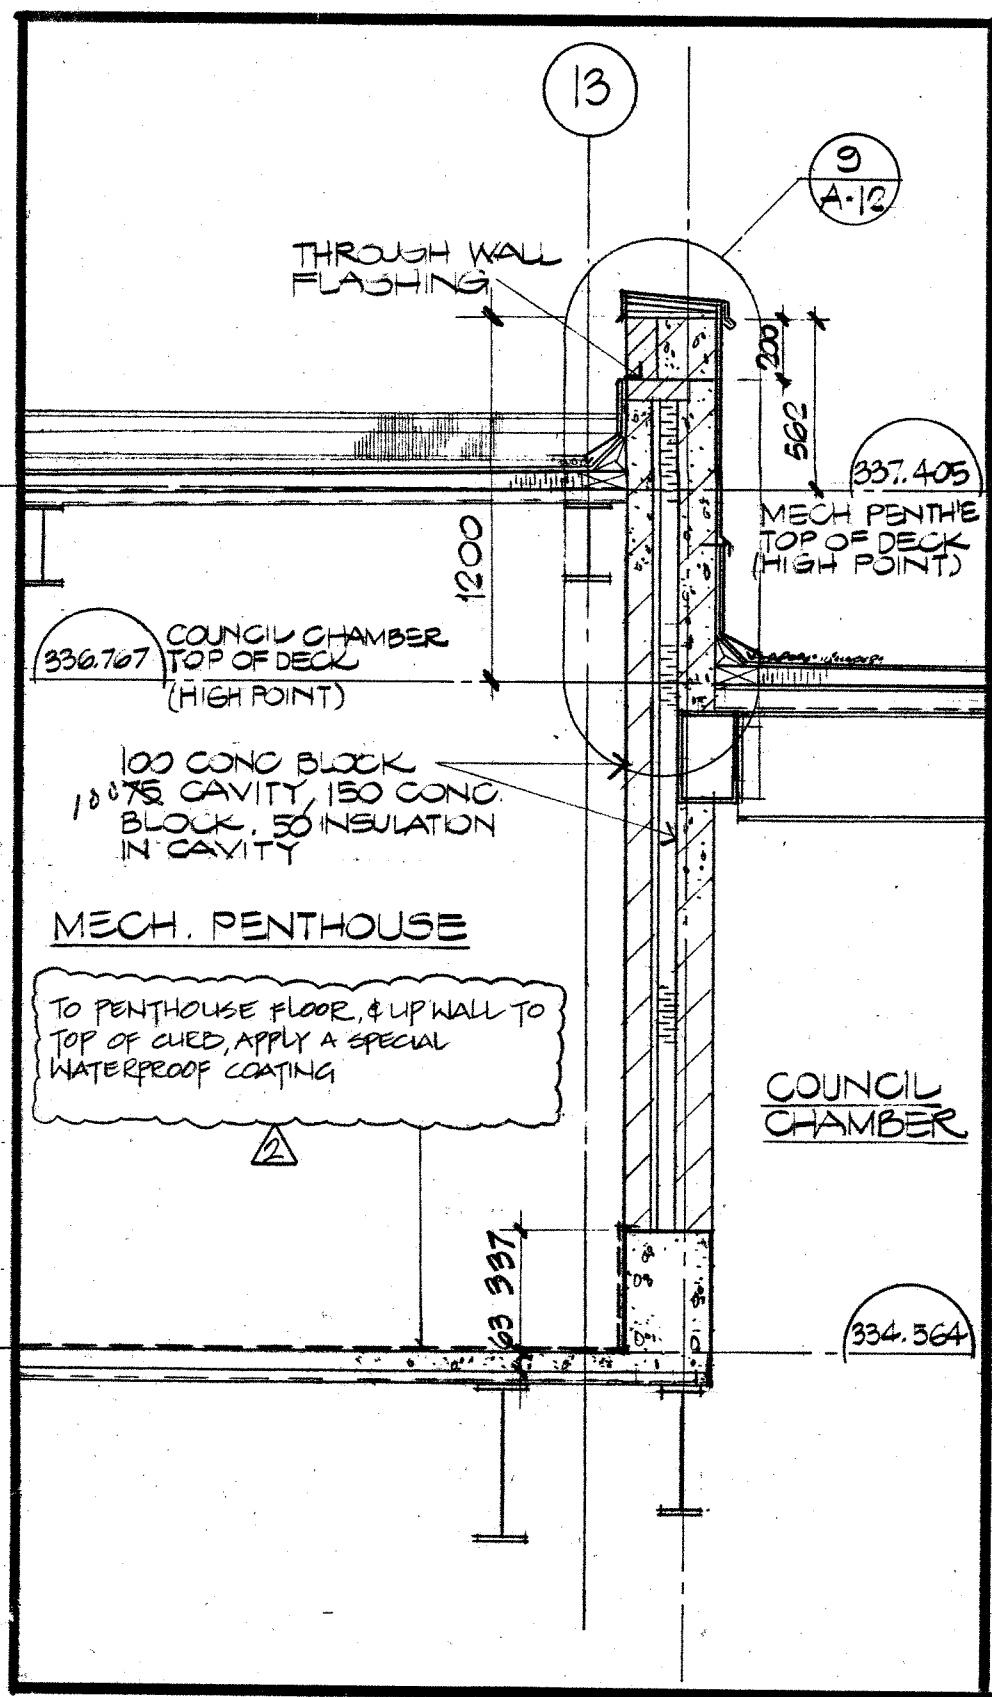 13
9
A-12
THROUGH WALL
FLASHING
200
562
1200
337.405
MECH PENTH'E
TOP OF DECK
(HIGH POINT)
336.767
COUNCIL CHAMBER
TOP OF DECK
(HIGH POINT)
100 CONC BLOCK
100 75 CAVITY, 150 CONC.
BLOCK. 50 INSULATION
IN CAVITY
MECH. PENTHOUSE
TO PENTHOUSE FLOOR, & UP WALL TO
TOP OF CURB, APPLY A SPECIAL
WATERPROOF COATING
2
COUNCIL
CHAMBER
63 337
334.564